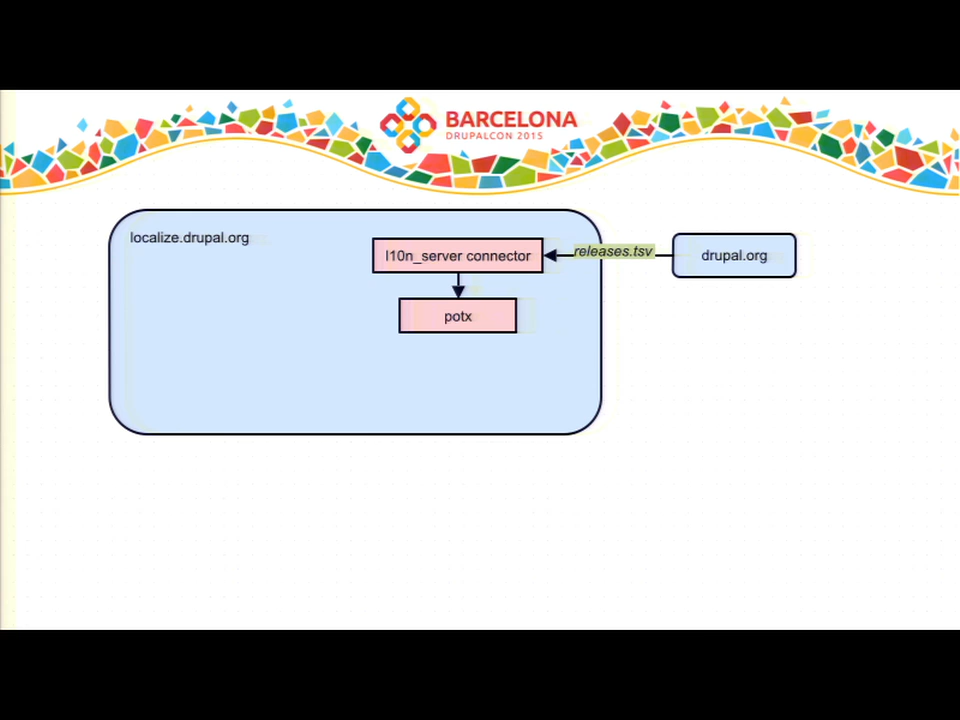 BARCELONA
DRUPALCON 2015
localize.drupal.org
l10n_server connector
releases.tsv
drupal.org
potx